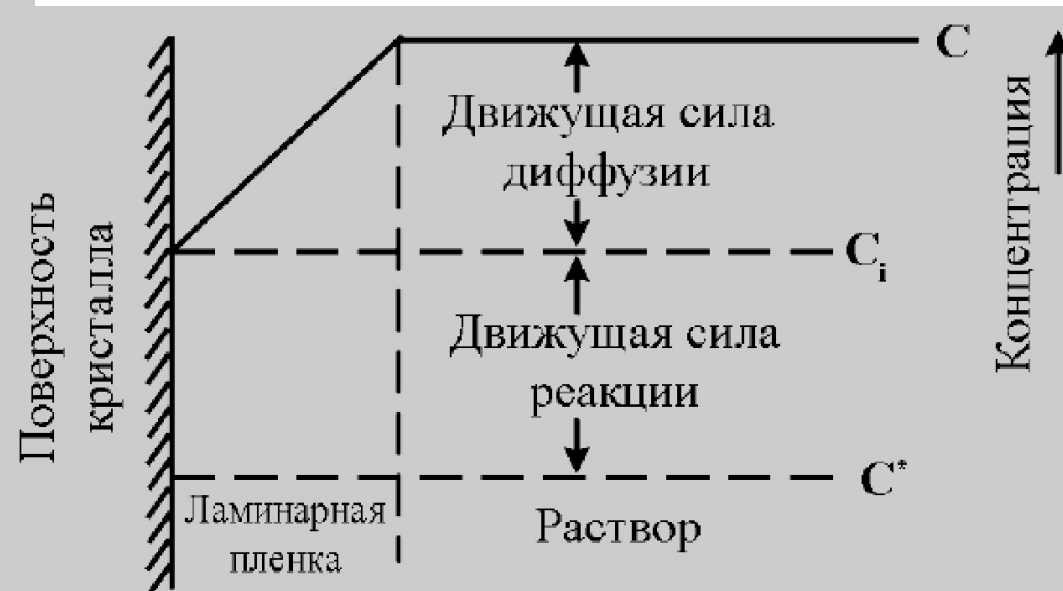 C
Движущая сила
диффузии
Концентрация
Поверхность
кристалла
Cᵢ
Движущая сила
реакции
C*
Ламинарная
пленка
Раствор